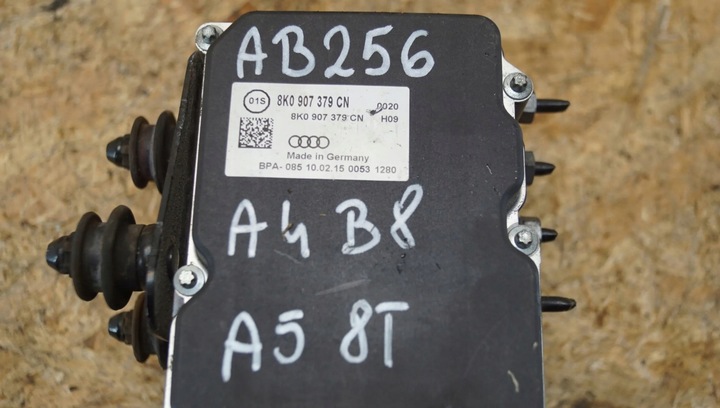 AB256
01S 8K0 907 379 CN 0020
8K0 907 379 CN H09
Made in Germany
BPA- 085 10.02.15 0053 1280
A4 B8
A5 8T